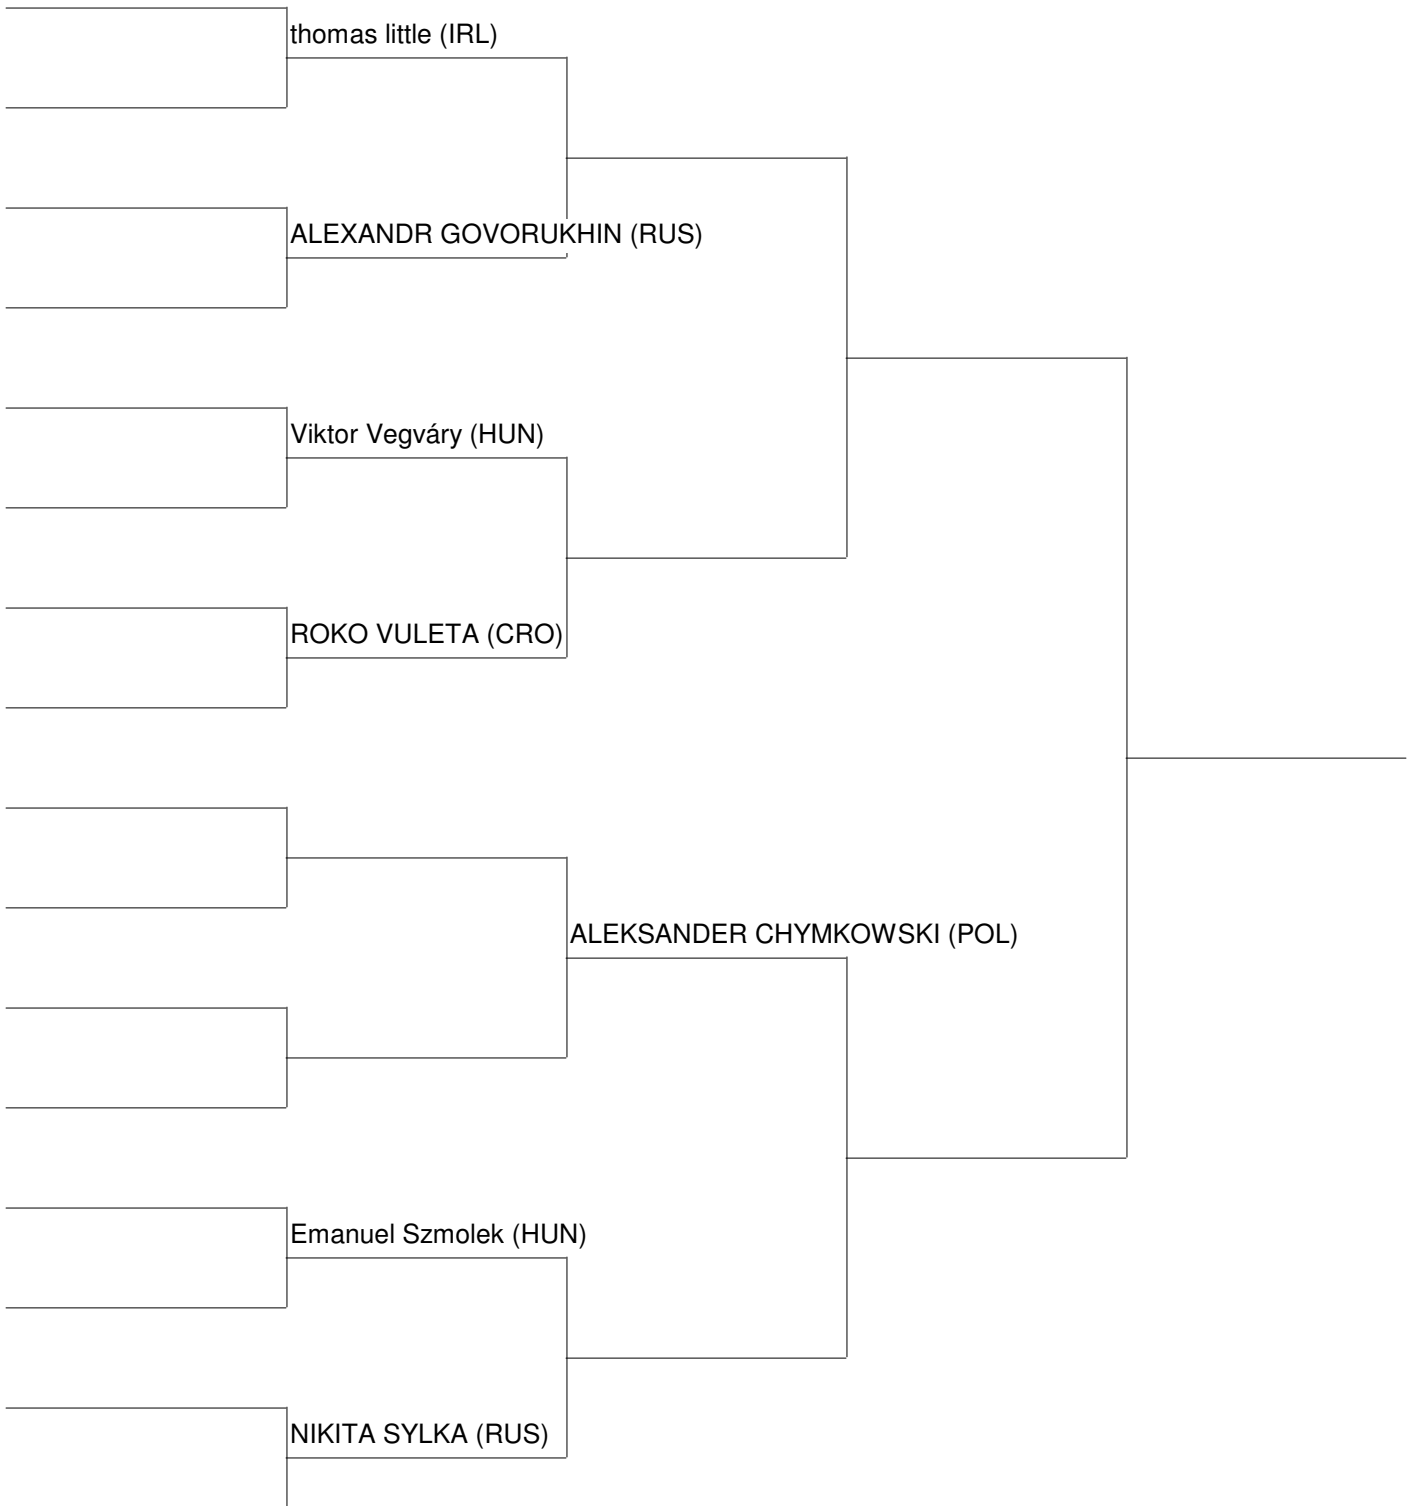 thomas little (IRL)
ALEXANDR GOVORUKHIN (RUS)
Viktor Vegváry (HUN)
ROKO VULETA (CRO)
ALEKSANDER CHYMKOWSKI (POL)
Emanuel Szmolek (HUN)
NIKITA SYLKA (RUS)